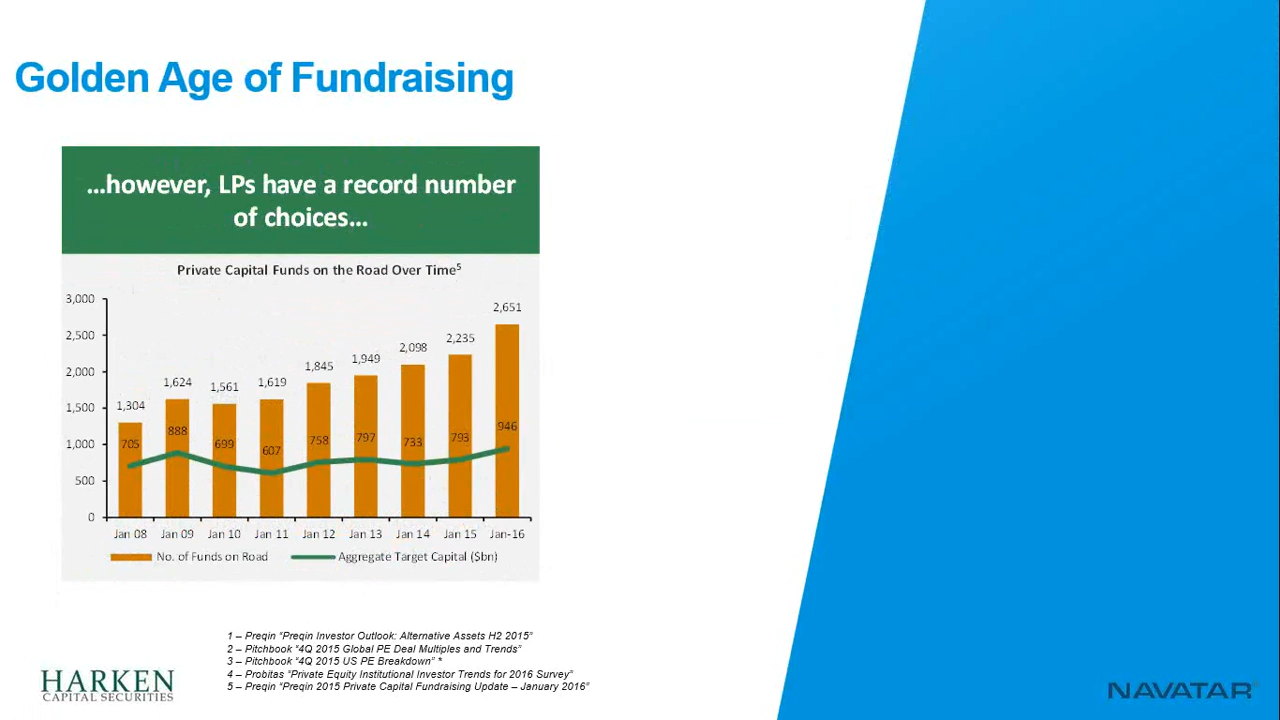 Golden Age of Fundraising
...however, LPs have a record number
of choices...
Private Capital Funds on the Road Over Time5
3,000
2,500
2,000
1,500
1,000
500
0
1,304
1,624
1,561
1,619
1,845
1,949
2,098
2,235
2,651
705
888
699
607
758
797
733
793
946
Jan 08 Jan 09 Jan 10 Jan 11 Jan 12 Jan 13 Jan 14 Jan 15 Jan-16
No. of Funds on Road Aggregate Target Capital ($bn)
1 – Preqin “Preqin Investor Outlook: Alternative Assets H2 2015”
2 – Pitchbook “4Q 2015 Global PE Deal Multiples and Trends”
3 – Pitchbook “4Q 2015 US PE Breakdown” *
4 – Probitas “Private Equity Institutional Investor Trends for 2016 Survey”
5 – Preqin “Preqin 2015 Private Capital Fundraising Update – January 2016”
HARKEN
CAPITAL SECURITIES
NAVATAR